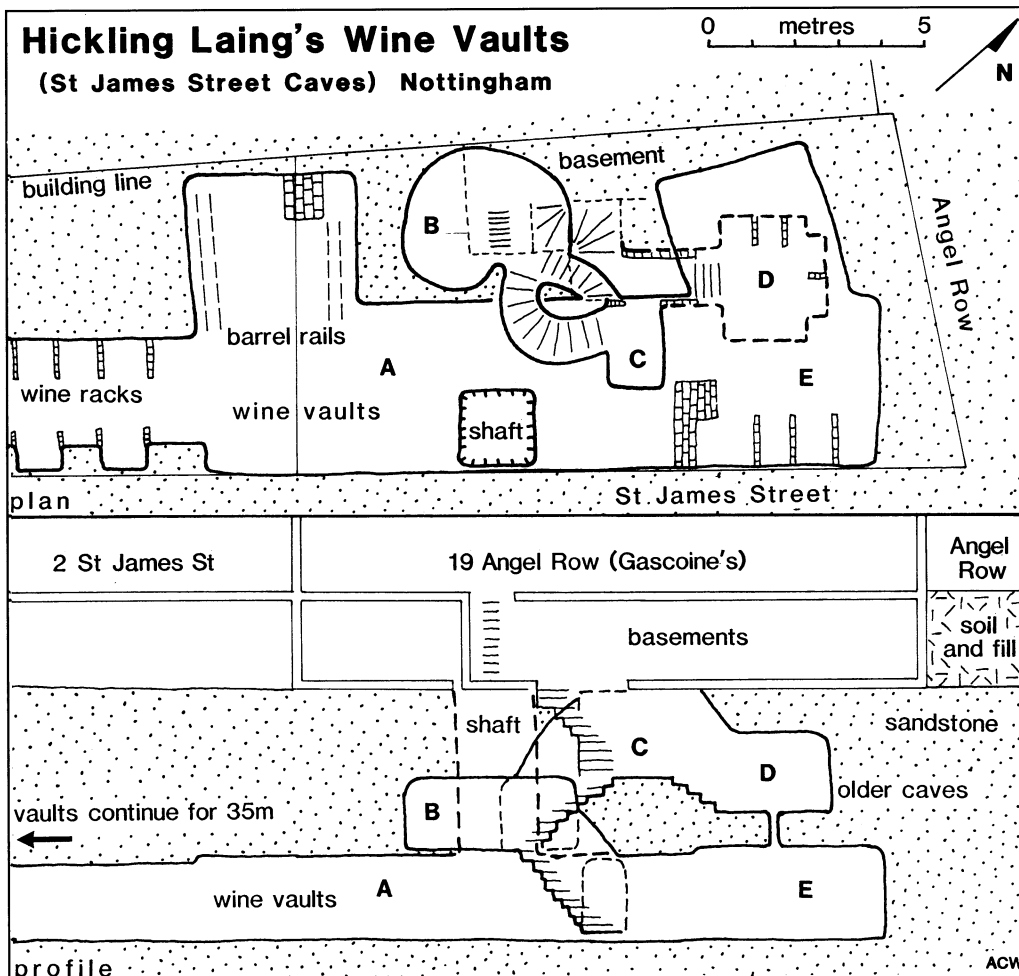 Hickling Laing's Wine Vaults
(St James Street Caves) Nottingham
0 metres 5
N
building line
basement
B
Angel Row
D
barrel rails
A
C
E
wine racks
wine vaults
shaft
plan
St. James Street
2 St James St
19 Angel Row (Gascoine's)
Angel
Row
basements
soil
and fill
shaft
sandstone
C
D
older caves
B
vaults continue for 35m
A
E
wine vaults
profile
ACW